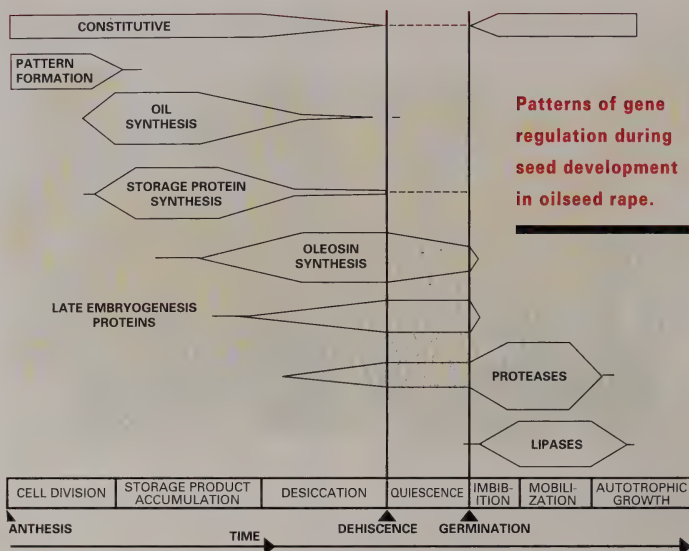 CONSTITUTIVE
PATTERN
FORMATION
OIL
SYNTHESIS
Patterns of gene
regulation during
seed development
in oilseed rape.
STORAGE PROTEIN
SYNTHESIS
OLEOSIN
SYNTHESIS
LATE EMBRYOGENESIS
PROTEINS
PROTEASES
LIPASES
CELL DIVISION
STORAGE PRODUCT
ACCUMULATION
DESICCATION
QUIESCENCE
IMBIB-
ITION
MOBILI-
ZATION
AUTOTROPHIC
GROWTH
ANTHESIS
TIME
DEHISCENCE
GERMINATION